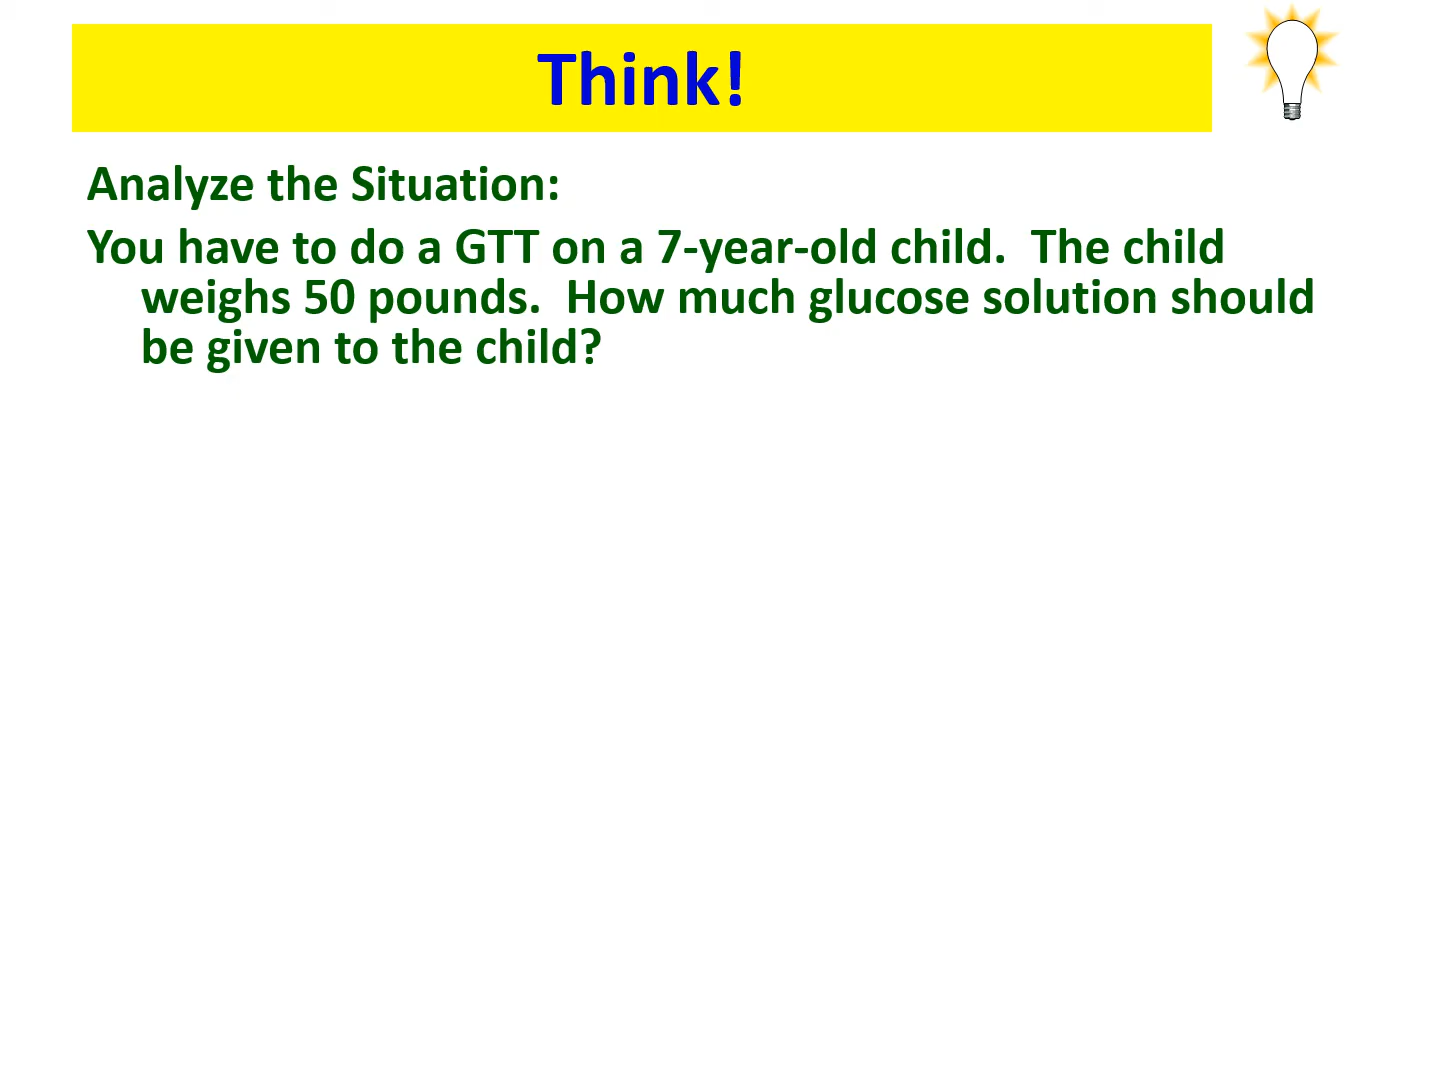 Think!
Analyze the Situation:
You have to do a GTT on a 7-year-old child.  The child
weighs 50 pounds.  How much glucose solution should
be given to the child?